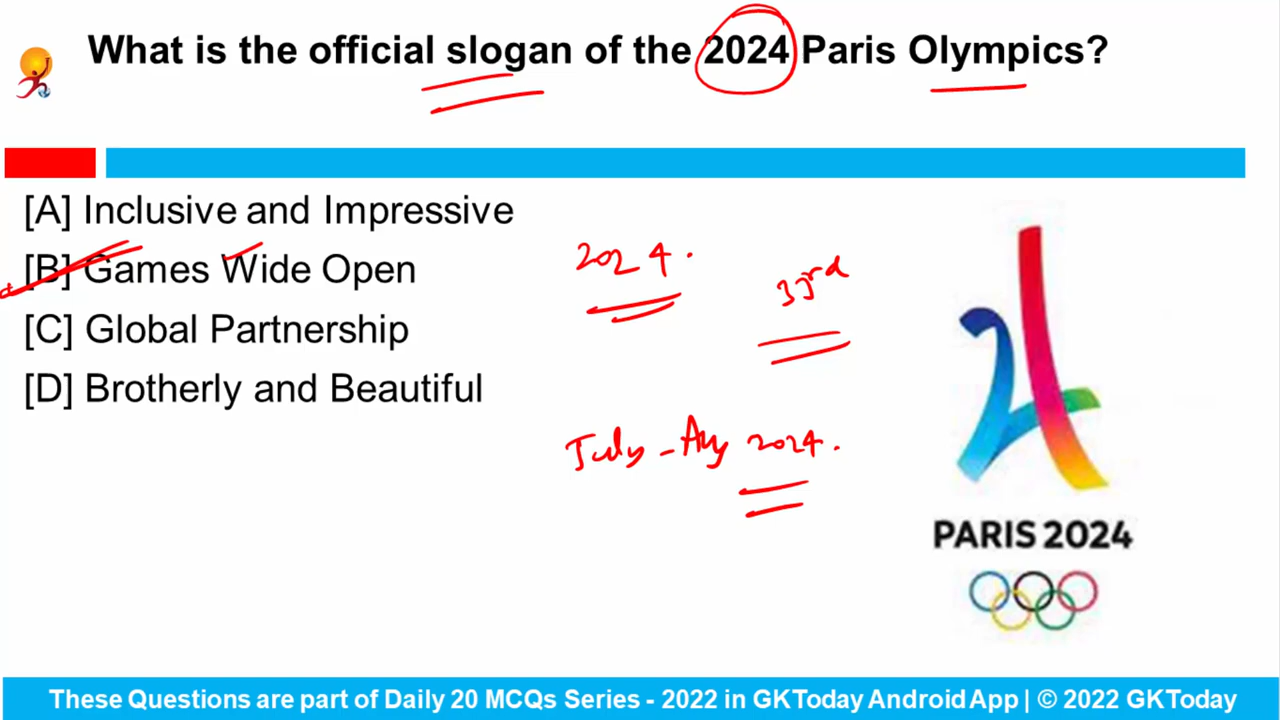 What is the official slogan of the 2024 Paris Olympics?
[A] Inclusive and Impressive
[B] Games Wide Open
[C] Global Partnership
[D] Brotherly and Beautiful
2024.
33rd
July - Aug 2024.
PARIS 2024
These Questions are part of Daily 20 MCQs Series - 2022 in GKToday Android App | © 2022 GKToday